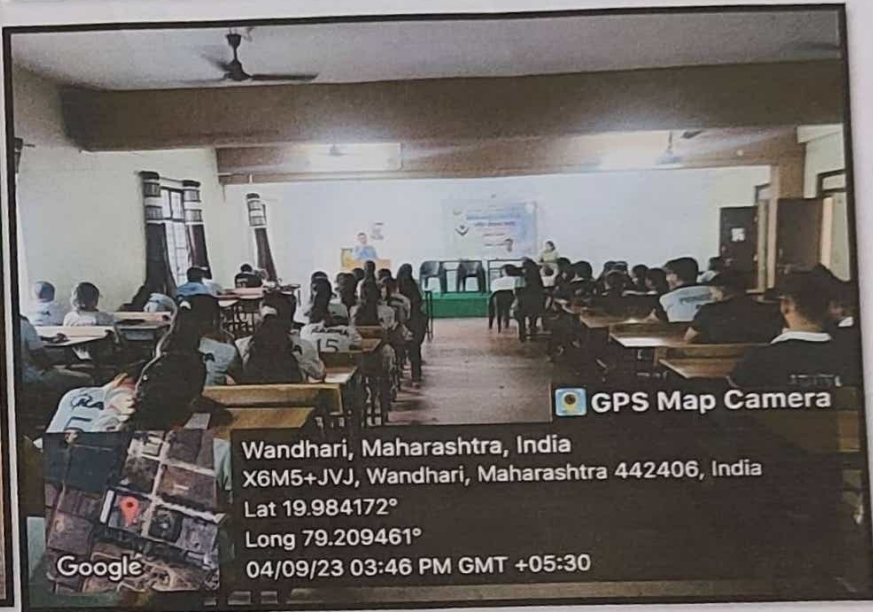 15
GPS Map Camera
Wandhari, Maharashtra, India
X6M5+JVJ, Wandhari, Maharashtra 442406, India
Lat 19.984172°
Long 79.209461°
04/09/23 03:46 PM GMT +05:30
Google